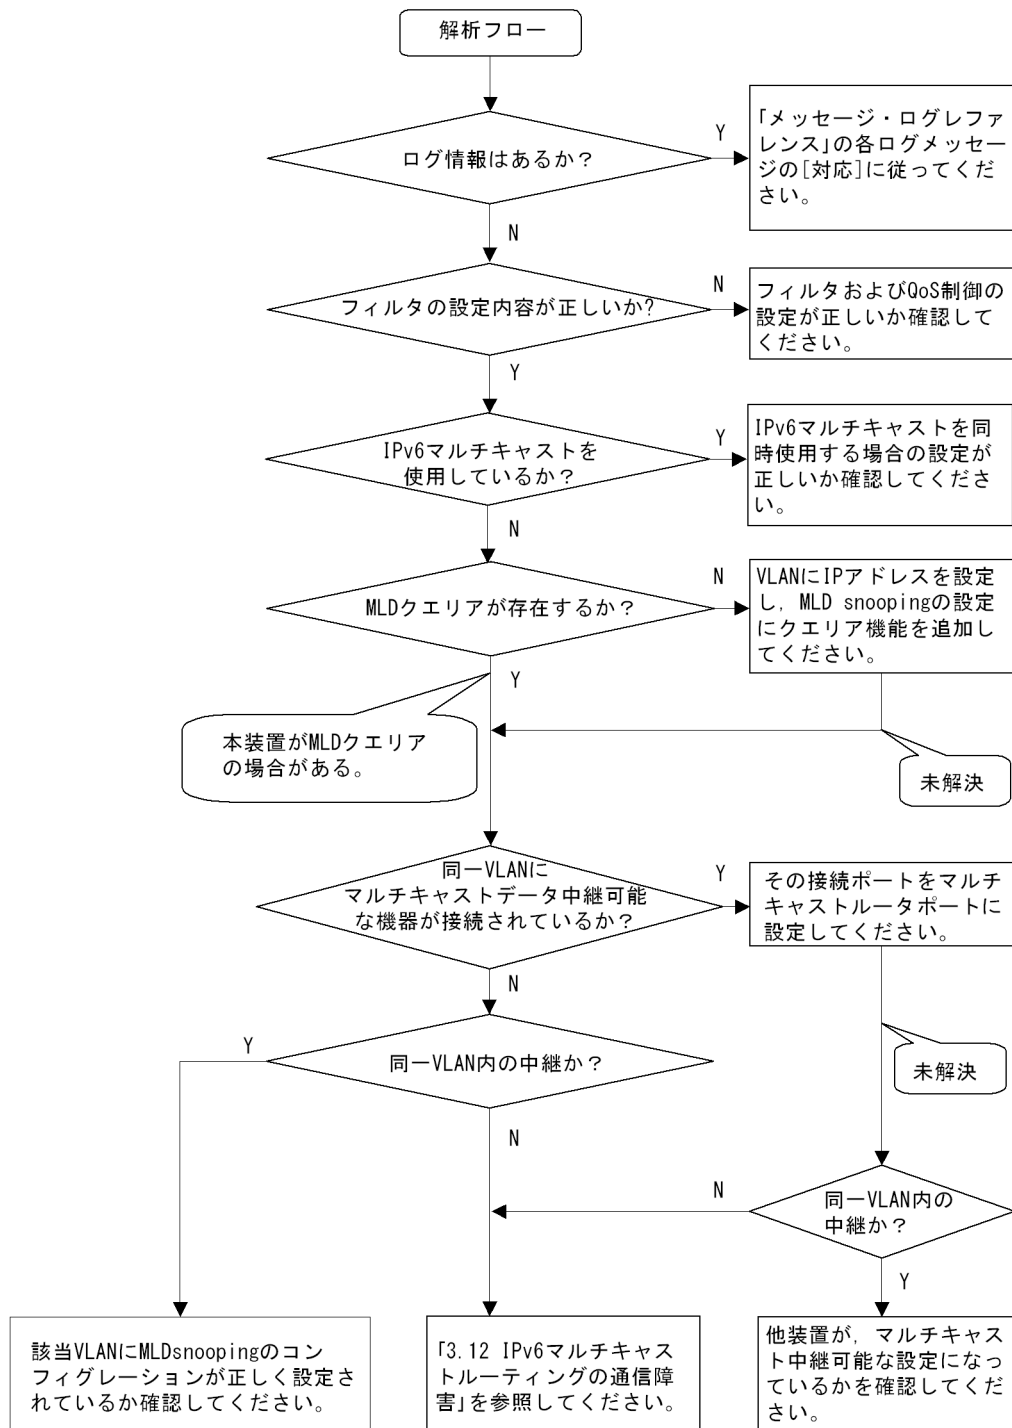 解析フロー
ログ情報はあるか？
Y
「メッセージ・ログレファ
レンス」の各ログメッセー
ジの[対応]に従ってくだ
さい。
N
フィルタの設定内容が正しいか?
N
フィルタおよびQoS制御の
設定が正しいか確認して
ください。
Y
IPv6マルチキャストを
使用しているか？
Y
IPv6マルチキャストを同
時使用する場合の設定が
正しいか確認してくださ
い。
N
MLDクエリアが存在するか？
N
VLANにIPアドレスを設定
し，MLD snoopingの設定
にクエリア機能を追加し
てください。
Y
本装置がMLDクエリア
の場合がある。
未解決
同一VLANに
マルチキャストデータ中継可能
な機器が接続されているか？
Y
その接続ポートをマルチ
キャストルータポートに
設定してください。
N
Y
同一VLAN内の中継か？
未解決
N
N
同一VLAN内の
中継か？
Y
該当VLANにMLDsnoopingのコン
フィグレーションが正しく設定さ
れているか確認してください。
「3.12 IPv6マルチキャス
トルーティングの通信障
害」を参照してください。
他装置が，マルチキャス
ト中継可能な設定になっ
ているかを確認してくだ
さい。